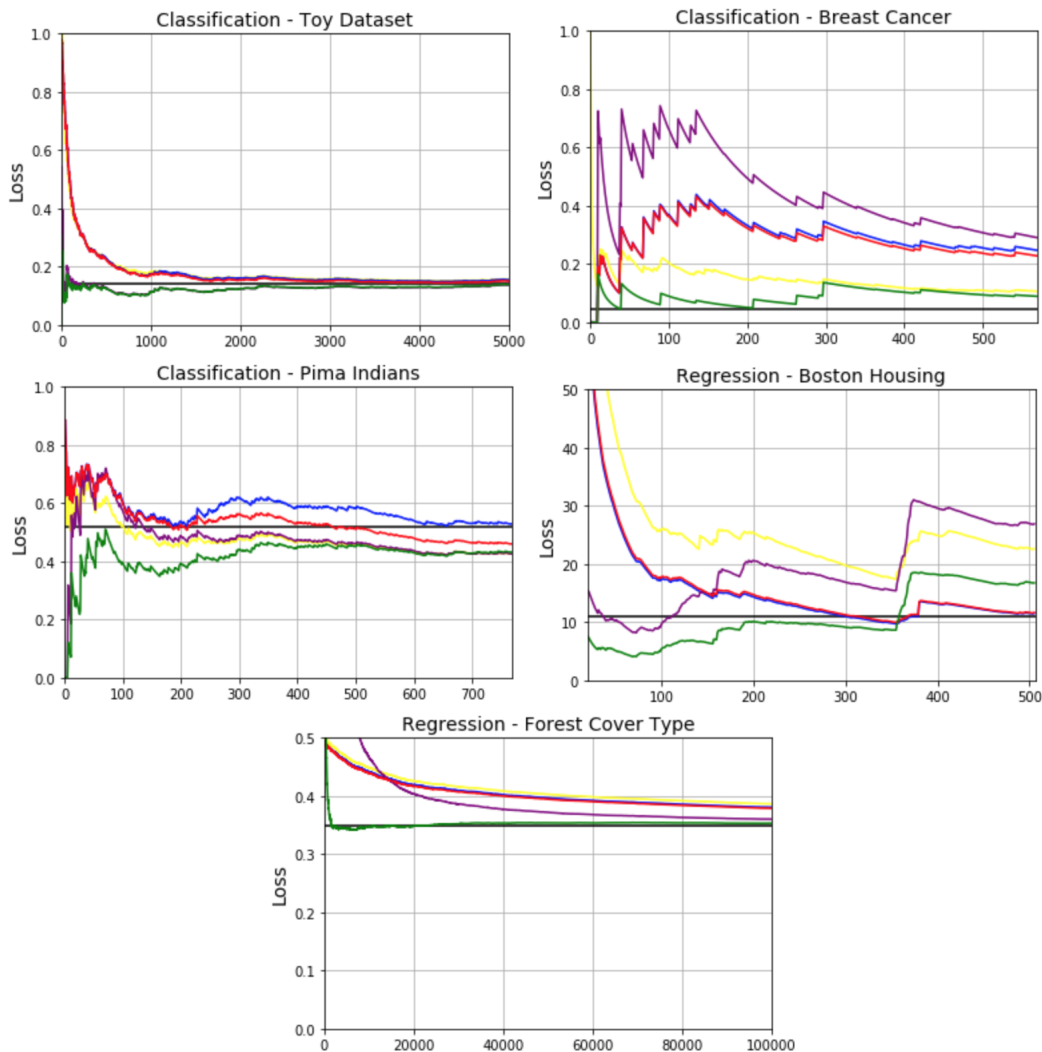 Classification - Toy Dataset
1.0
0.8
0.6
0.4
0.2
0.0
Loss
0 1000 2000 3000 4000 5000
Classification - Breast Cancer
1.0
0.8
0.6
0.4
0.2
0.0
Loss
0 100 200 300 400 500
Classification - Pima Indians
1.0
0.8
0.6
0.4
0.2
0.0
Loss
0 100 200 300 400 500 600 700
Regression - Boston Housing
50
40
30
20
10
0
Loss
100 200 300 400 500
Regression - Forest Cover Type
0.5
0.4
0.3
0.2
0.1
0.0
Loss
0 20000 40000 60000 80000 100000